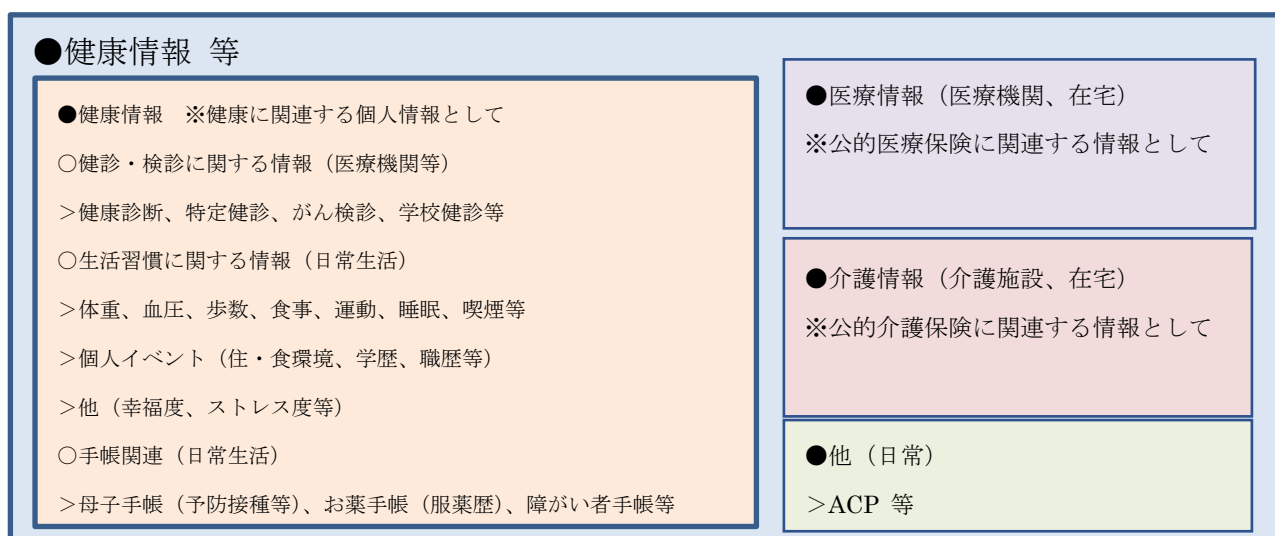 ●健康情報 等
●健康情報　※健康に関連する個人情報として
○健診・検診に関する情報（医療機関等）
＞健康診断、特定健診、がん検診、学校健診等
○生活習慣に関する情報（日常生活）
＞体重、血圧、歩数、食事、運動、睡眠、喫煙等
＞個人イベント（住・食環境、学歴、職歴等）
＞他（幸福度、ストレス度等）
○手帳関連（日常生活）
＞母子手帳（予防接種等）、お薬手帳（服薬歴）、障がい者手帳等
●医療情報（医療機関、在宅）
※公的医療保険に関連する情報として
●介護情報（介護施設、在宅）
※公的介護保険に関連する情報として
●他（日常）
＞ACP 等